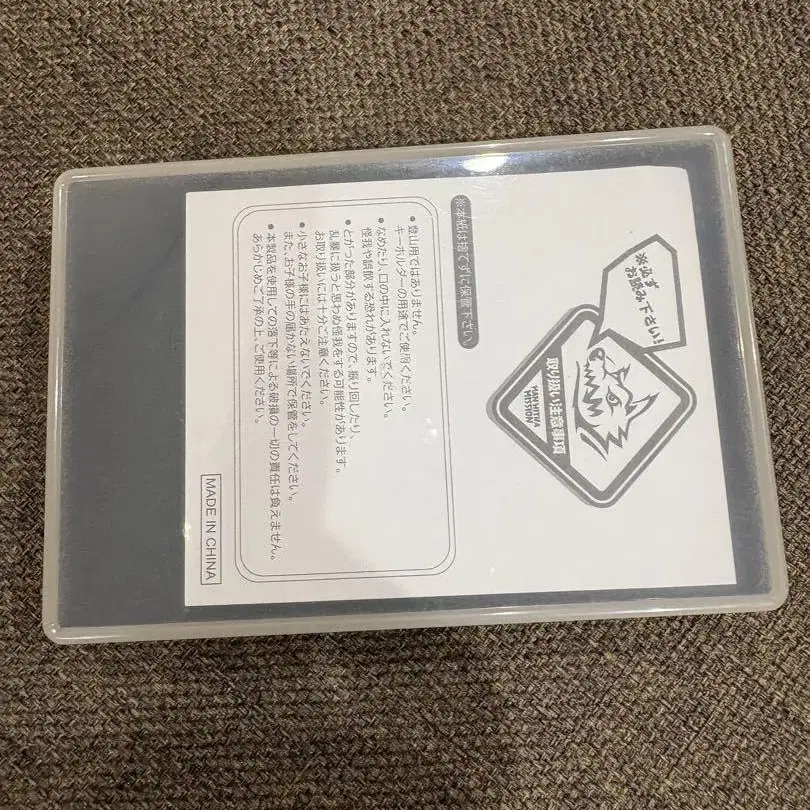 ※必ず
お読み下さい!
取り扱い注意事項
MAN WITH A
MISSION
※本紙は捨てずに保管下さい。
●登山用ではありません。
キーホルダーの用途でご使用ください。
●なめたり、口の中に入れないでください。
怪我や誤飲する恐れがあります。
●とがった部分がありますので、振り回したり、
乱暴に扱うと思わぬ怪我をする可能性があります。
お取り扱いには十分ご注意ください。
●小さなお子様にはあたえないでください。
また、お子様の手の届かない場所で保管をしてください。
●本製品を使用しての落下等による破損の一切の責任は負えません。
あらかじめご了承の上、ご使用ください。
MADE IN CHINA